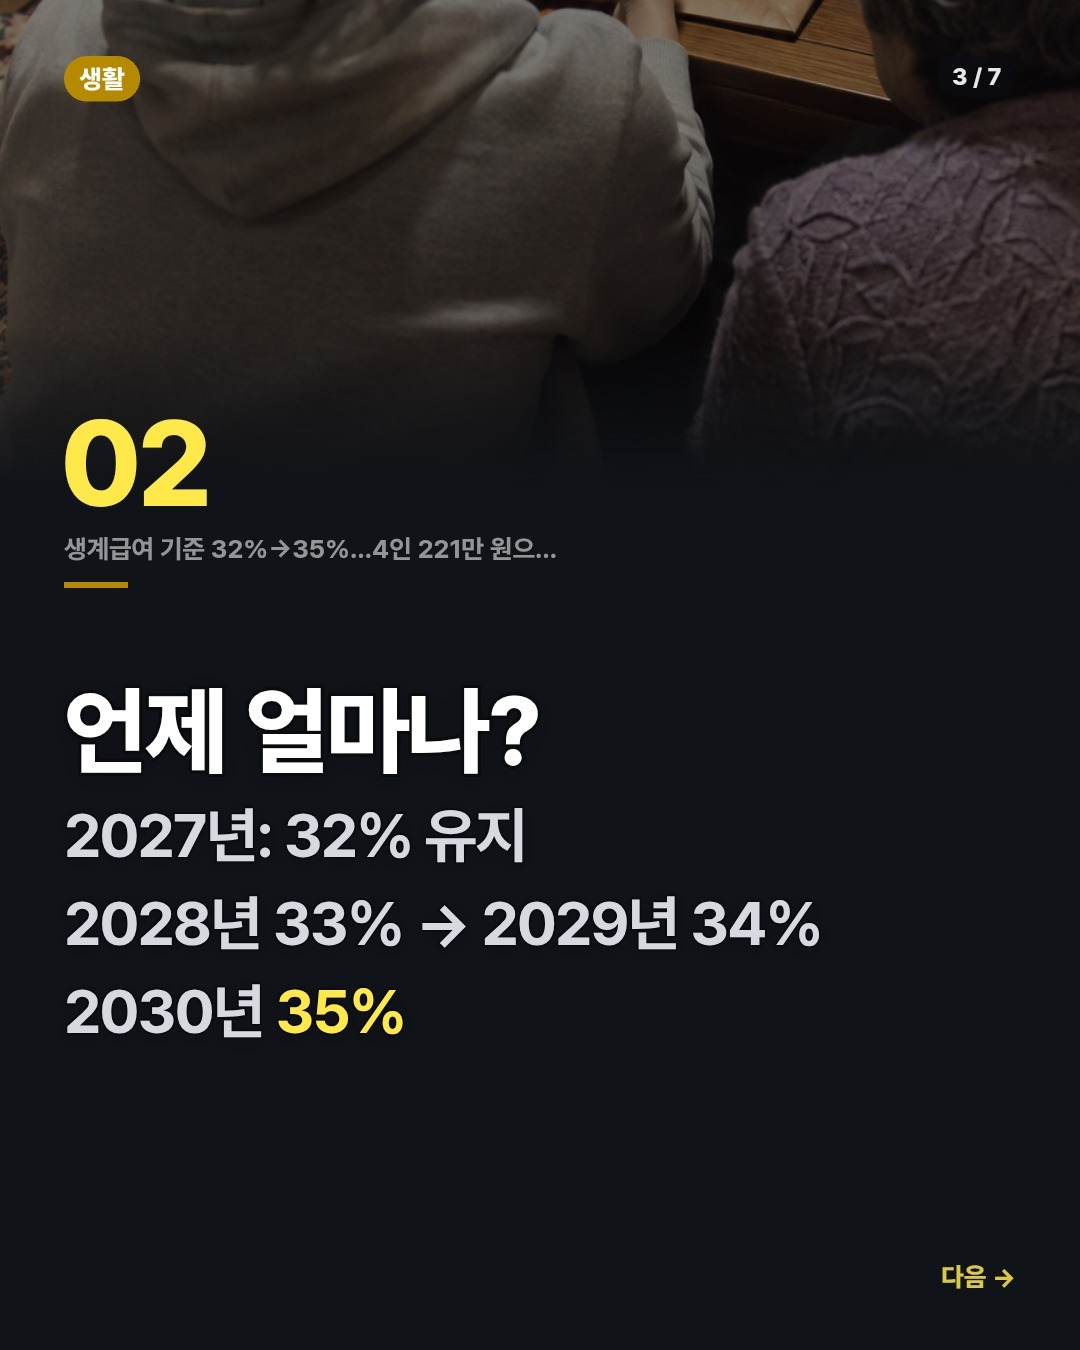 생활
3 / 7
02
생계급여 기준 32%→35%...4인 221만 원으...
언제 얼마나?
2027년: 32% 유지
2028년 33% → 2029년 34%
2030년 35%
다음 →